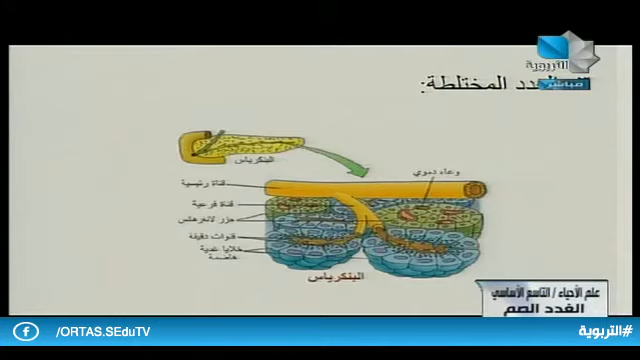 التربوية
مباشر
الغدد المختلطة:
البنكرياس
وعاء دموي
قناة رئيسية
قناة فرعية
جزر لانغرهانس
قنوات دقيقة
خلايا غدية
هاضمة
البنكرياس
علم الأحياء / التاسع الأساسي
الغدد الصم
/ORTAS.SEduTV
#التربوية